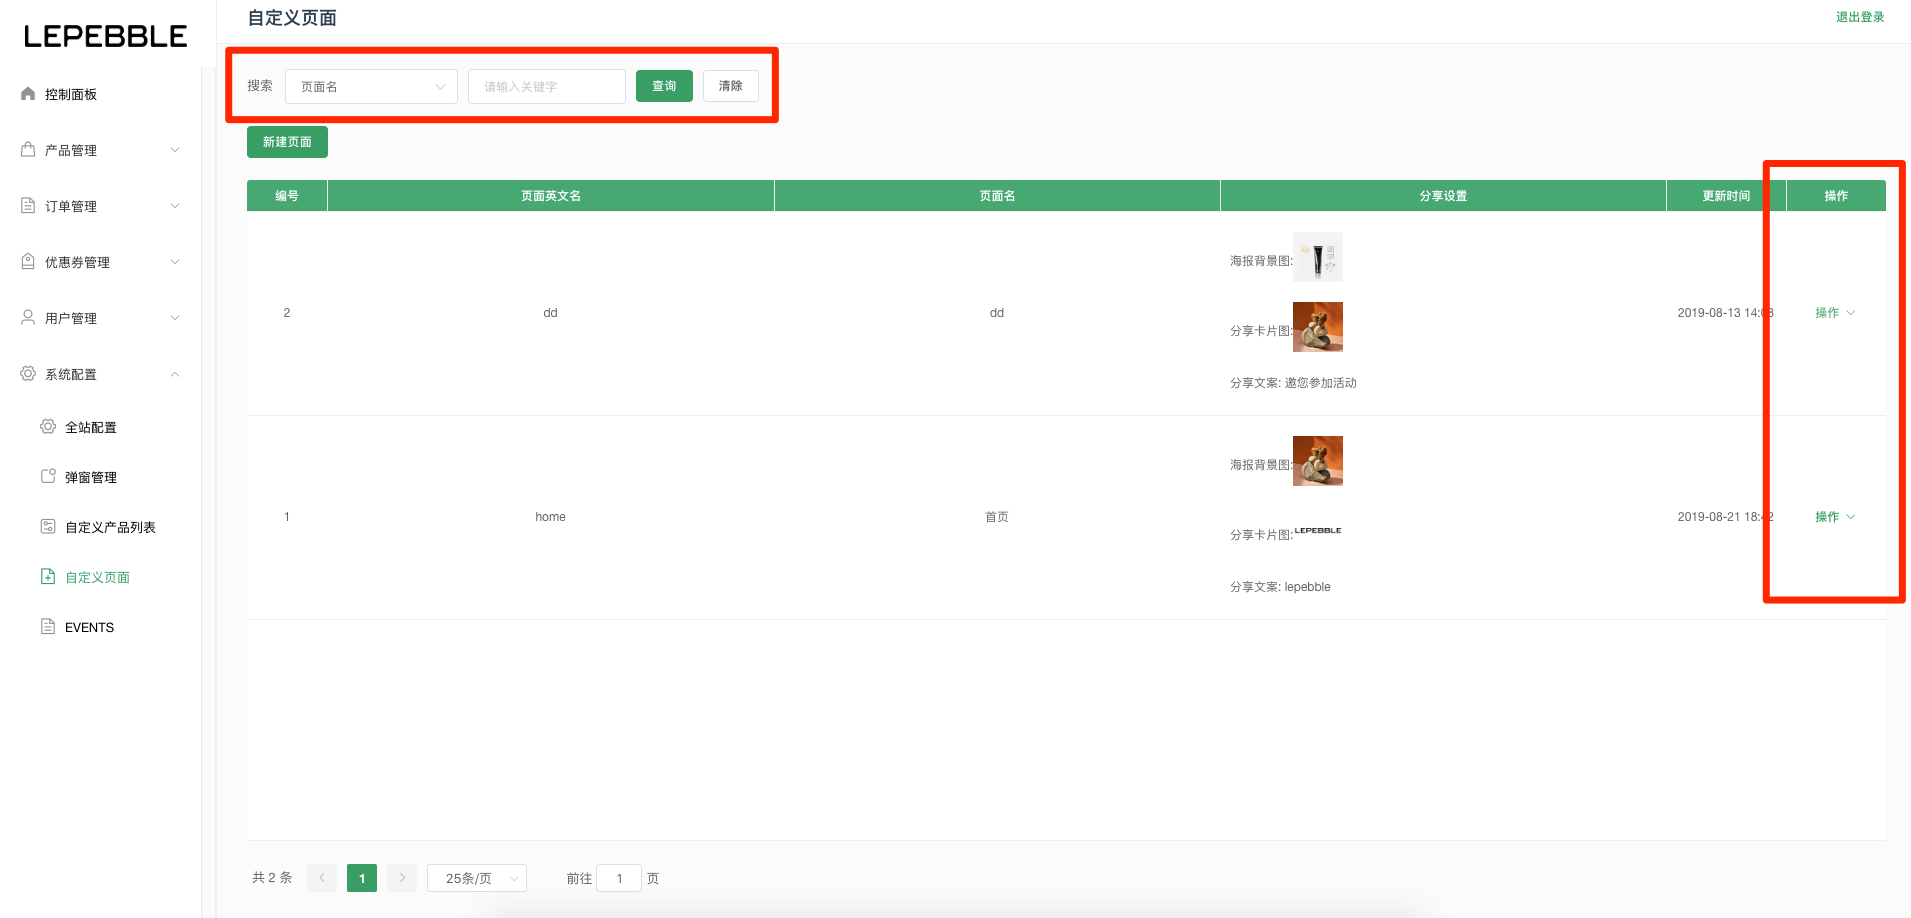 LEPEBBLE
自定义页面
退出登录
控制面板
产品管理
订单管理
优惠券管理
用户管理
系统配置
全站配置
弹窗管理
自定义产品列表
自定义页面
EVENTS
搜索 页面名 请输入关键字 查询 清除
新建页面
编号 页面英文名 页面名 分享设置 更新时间 操作
海报背景图:
2 dd dd 2019-08-13 14:03 操作
分享卡片图:
分享文案: 邀您参加活动
海报背景图:
1 home 首页 2019-08-21 18:42 操作
分享卡片图: LEPEBBLE
分享文案: lepebble
共 2 条 1 25条/页 前往 1 页